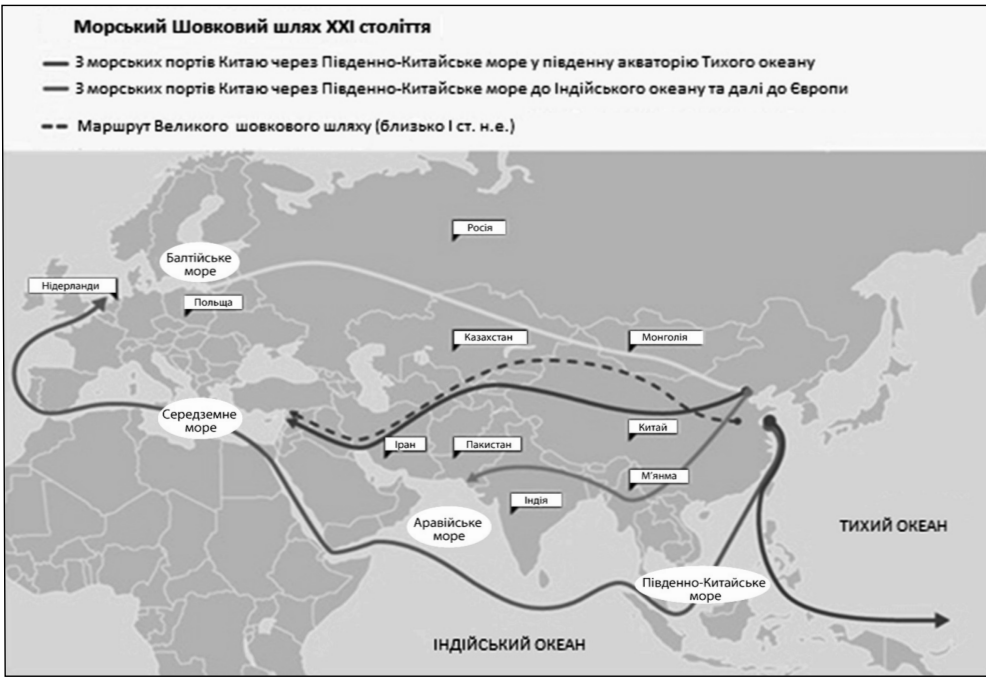 Морський Шовковий шлях XXI століття
З морських портів Китаю через Південно-Китайське море у південну акваторію Тихого океану
З морських портів Китаю через Південно-Китайське море до Індійського океану та далі до Європи
Маршрут Великого шовкового шляху (близько І ст. н.е.)
Росія
Балтійське
море
Нідерланди
Польща
Казахстан
Монголія
Середземне
море
Іран
Пакистан
Китай
М'янма
Індія
Аравійське
море
ТИХИЙ ОКЕАН
Південно-Китайське
море
ІНДІЙСЬКИЙ ОКЕАН